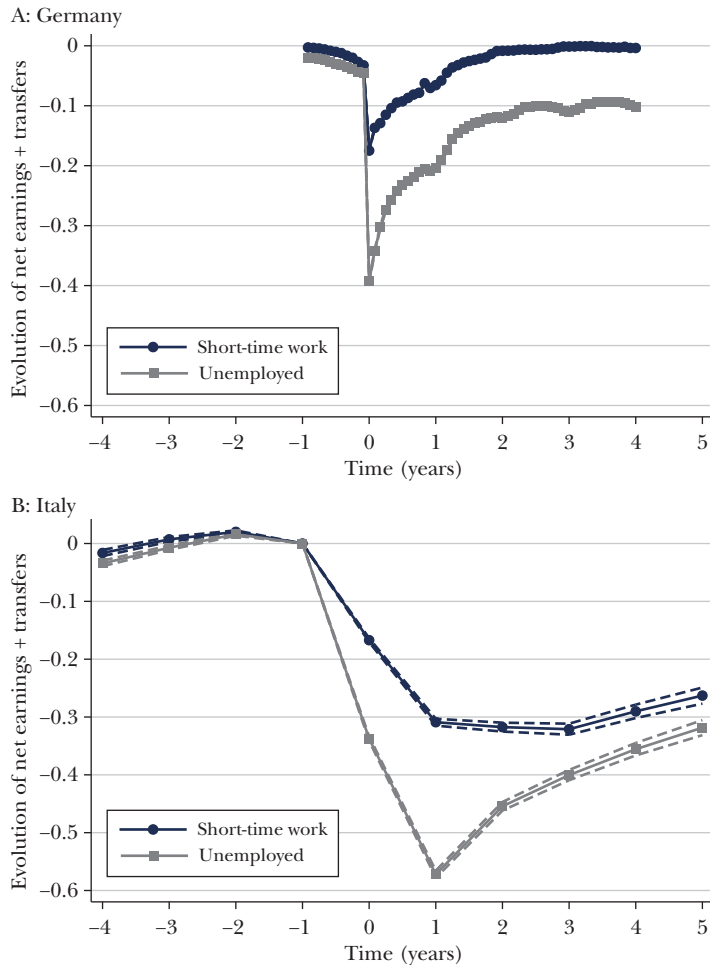 A: Germany
Evolution of net earnings + transfers
0
–0.1
–0.2
–0.3
–0.4
–0.5
–0.6
Short-time work
Unemployed
–4 –3 –2 –1 0 1 2 3 4 5
Time (years)
B: Italy
Evolution of net earnings + transfers
0
–0.1
–0.2
–0.3
–0.4
–0.5
–0.6
Short-time work
Unemployed
–4 –3 –2 –1 0 1 2 3 4 5
Time (years)